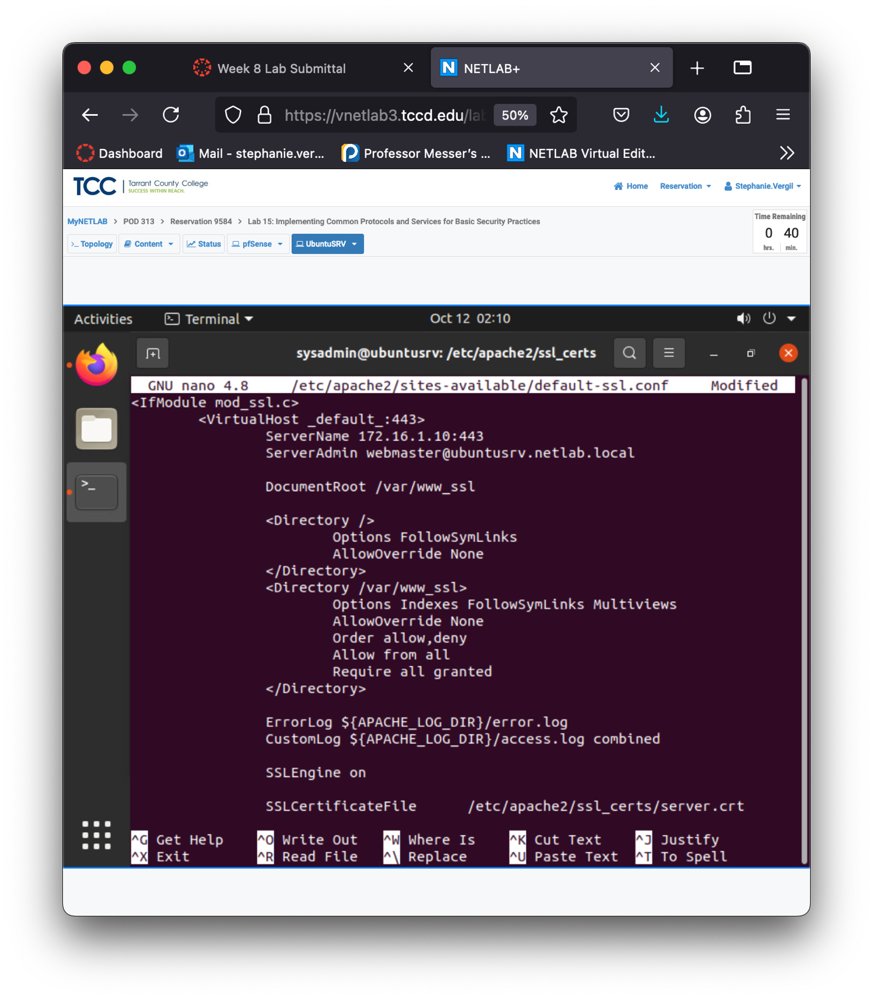 Week 8 Lab Submittal
NETLAB+
https://vnetlab3.tccd.edu/lab
50%
Dashboard
Mail - stephanie.ver...
Professor Messer's ...
NETLAB Virtual Edit...
TCC | Tarrant County College
SUCCESS WITHIN REACH.
Home
Reservation
Stephanie.Vergil
MyNETLAB > POD 313 > Reservation 9584 > Lab 15: Implementing Common Protocols and Services for Basic Security Practices
Time Remaining
0 40
hrs. min.
>_ Topology
Content
Status
pfSense
UbuntuSRV
Activities
Terminal
Oct 12 02:10
sysadmin@ubuntusrv: /etc/apache2/ssl_certs
GNU nano 4.8 /etc/apache2/sites-available/default-ssl.conf Modified
<IfModule mod_ssl.c>
<VirtualHost _default_:443>
ServerName 172.16.1.10:443
ServerAdmin webmaster@ubuntusrv.netlab.local
DocumentRoot /var/www_ssl
<Directory />
Options FollowSymLinks
AllowOverride None
</Directory>
<Directory /var/www_ssl>
Options Indexes FollowSymLinks Multiviews
AllowOverride None
Order allow,deny
Allow from all
Require all granted
</Directory>
ErrorLog ${APACHE_LOG_DIR}/error.log
CustomLog ${APACHE_LOG_DIR}/access.log combined
SSLEngine on
SSLCertificateFile /etc/apache2/ssl_certs/server.crt
^G Get Help ^O Write Out ^W Where Is ^K Cut Text ^J Justify
^X Exit ^R Read File ^\ Replace ^U Paste Text ^T To Spell